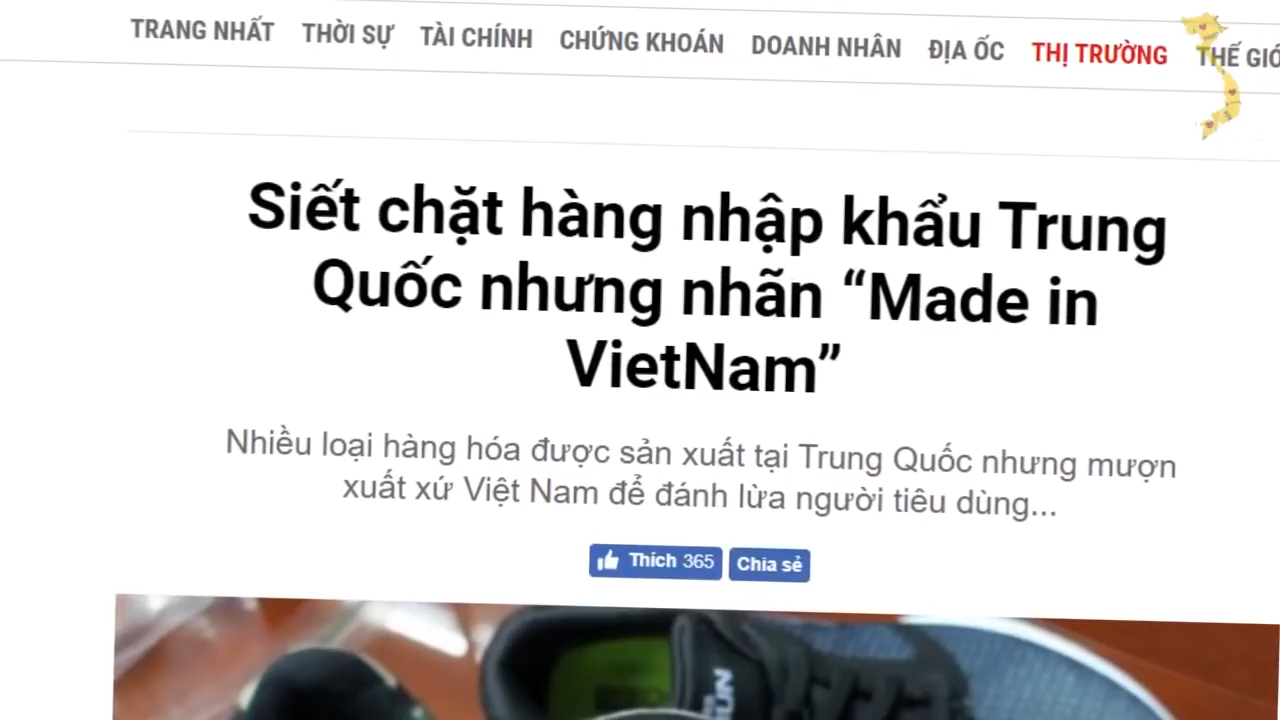 TRANG NHẤT THỜI SỰ TÀI CHÍNH CHỨNG KHOÁN DOANH NHÂN ĐỊA ỐC THỊ TRƯỜNG THẾ GIỚ
Siết chặt hàng nhập khẩu Trung
Quốc nhưng nhãn “Made in
VietNam”
Nhiều loại hàng hóa được sản xuất tại Trung Quốc nhưng mượn
xuất xứ Việt Nam để đánh lừa người tiêu dùng...
Thích 365 Chia sẻ